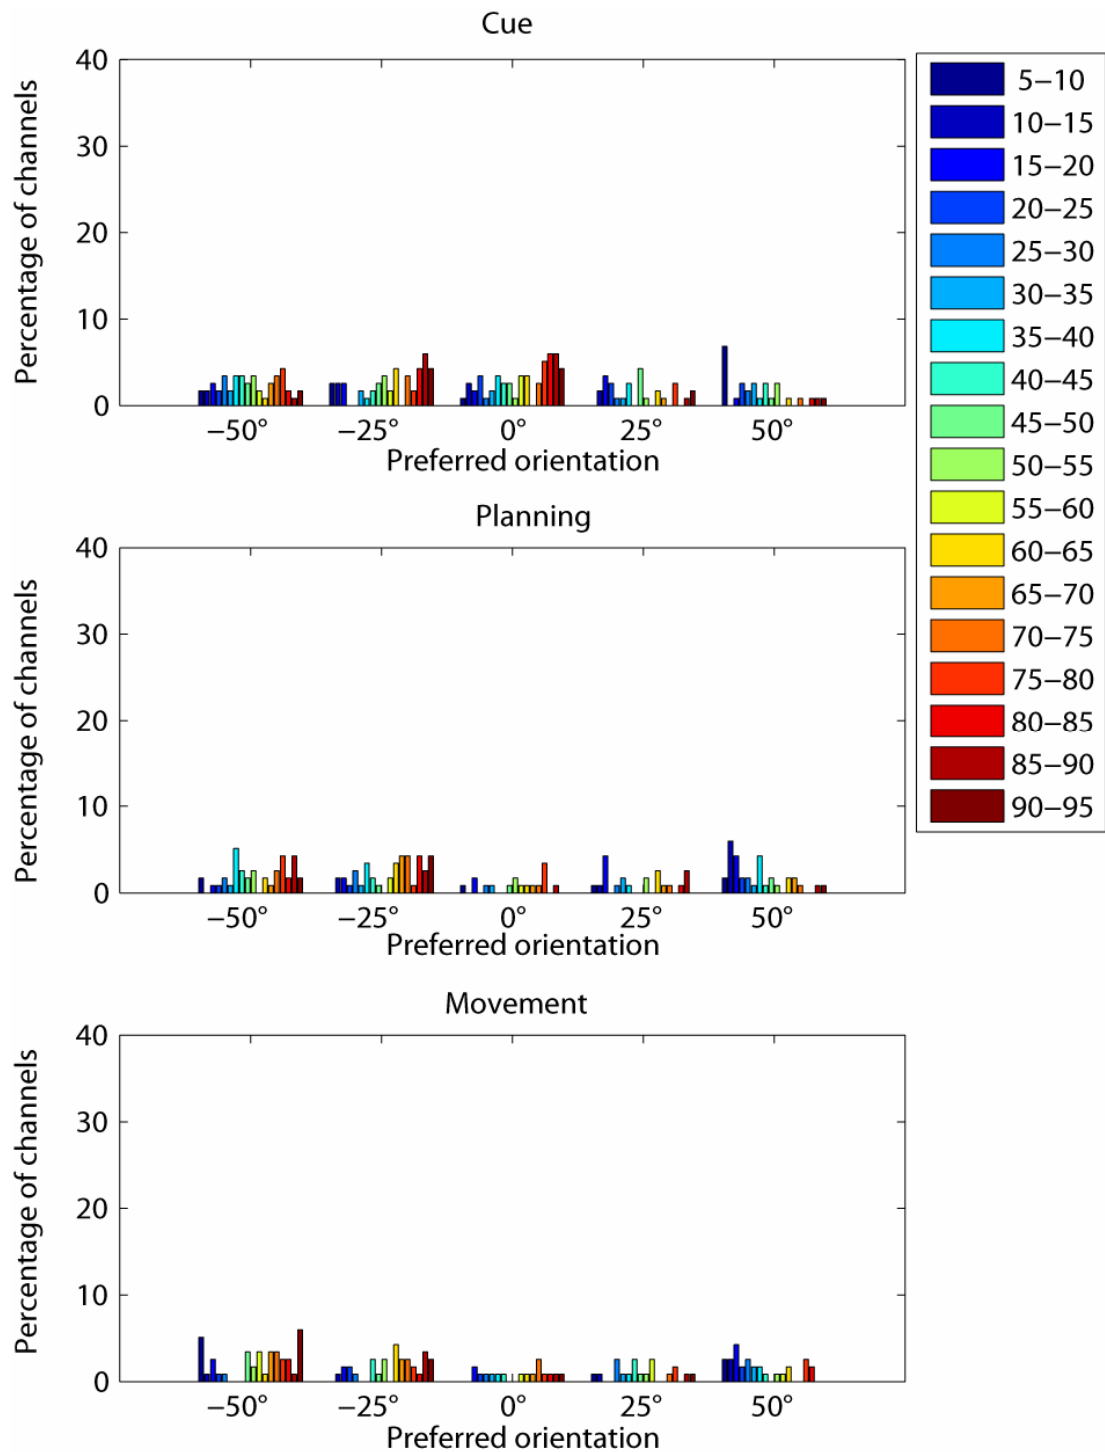 Cue
Percentage of channels
40
30
20
10
0
−50° −25° 0° 25° 50°
Preferred orientation
5−10
10−15
15−20
20−25
25−30
30−35
35−40
40−45
45−50
50−55
55−60
60−65
65−70
70−75
75−80
80−85
85−90
90−95
Planning
Percentage of channels
40
30
20
10
0
−50° −25° 0° 25° 50°
Preferred orientation
Movement
Percentage of channels
40
30
20
10
0
−50° −25° 0° 25° 50°
Preferred orientation